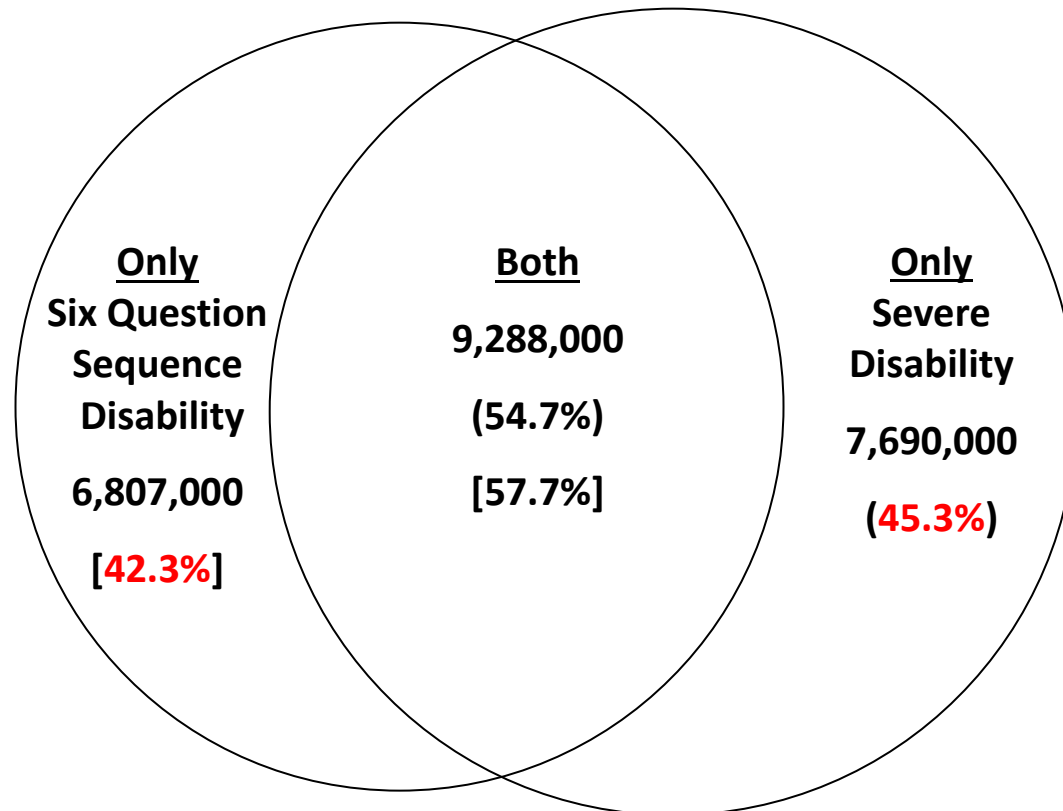 Only
Six Question
Sequence
Disability
6,807,000
[42.3%]
Both
9,288,000
(54.7%)
[57.7%]
Only
Severe
Disability
7,690,000
(45.3%)